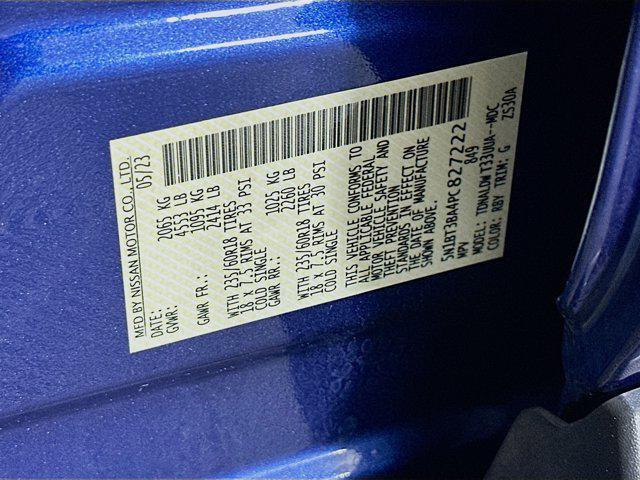 MFD BY NISSAN MOTOR CO., LTD.
DATE: 05/23
GVWR: 2065 KG
4553 LB
GAWR FR.: 1095 KG
2414 LB
WITH 235/60R18 TIRES
18 x 7.5 RIMS AT 33 PSI
COLD SINGLE
GAWR RR.: 1025 KG
2260 LB
WITH 235/60R18 TIRES
18 x 7.5 RIMS AT 30 PSI
COLD SINGLE
THIS VEHICLE CONFORMS TO
ALL APPLICABLE FEDERAL
MOTOR VEHICLE SAFETY AND
THEFT PREVENTION
STANDARDS IN EFFECT ON
THE DATE OF MANUFACTURE
SHOWN ABOVE.
5N1BT3BA4PC827222
MPV 849
MODEL: TDNALDWT33UUA--MDC
COLOR: RBY TRIM: G ZS30A